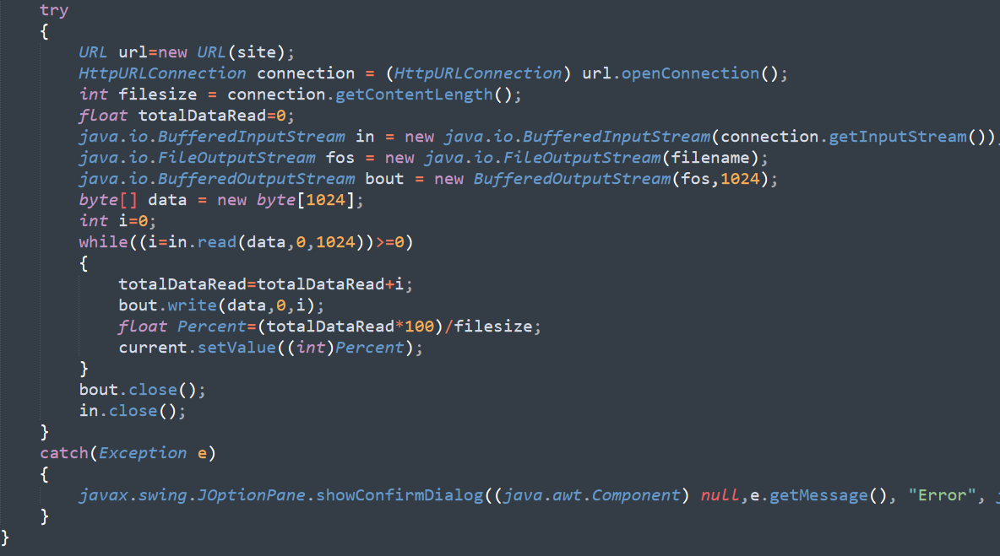 try
{
URL url=new URL(site);
HttpURLConnection connection = (HttpURLConnection) url.openConnection();
int filesize = connection.getContentLength();
float totalDataRead=0;
java.io.BufferedInputStream in = new java.io.BufferedInputStream(connection.getInputStream());
java.io.FileOutputStream fos = new java.io.FileOutputStream(filename);
java.io.BufferedOutputStream bout = new BufferedOutputStream(fos,1024);
byte[] data = new byte[1024];
int i=0;
while((i=in.read(data,0,1024))>=0)
{
totalDataRead=totalDataRead+i;
bout.write(data,0,i);
float Percent=(totalDataRead*100)/filesize;
current.setValue((int)Percent);
}
bout.close();
in.close();
}
catch(Exception e)
{
javax.swing.JOptionPane.showConfirmDialog((java.awt.Component) null,e.getMessage(), "Error",
}
}